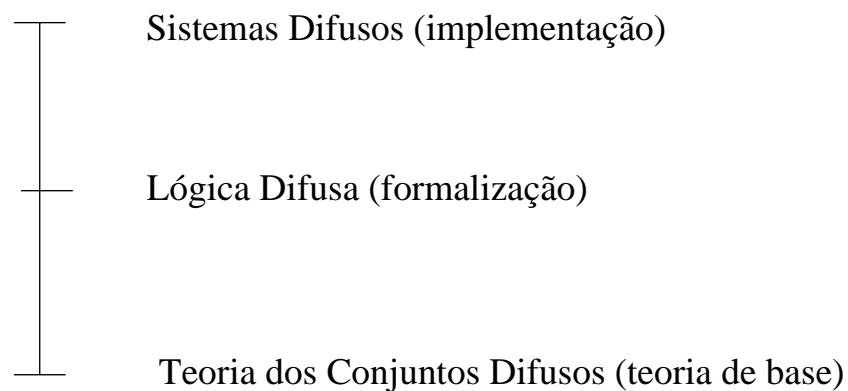 Sistemas Difusos (implementação)
Lógica Difusa (formalização)
Teoria dos Conjuntos Difusos (teoria de base)